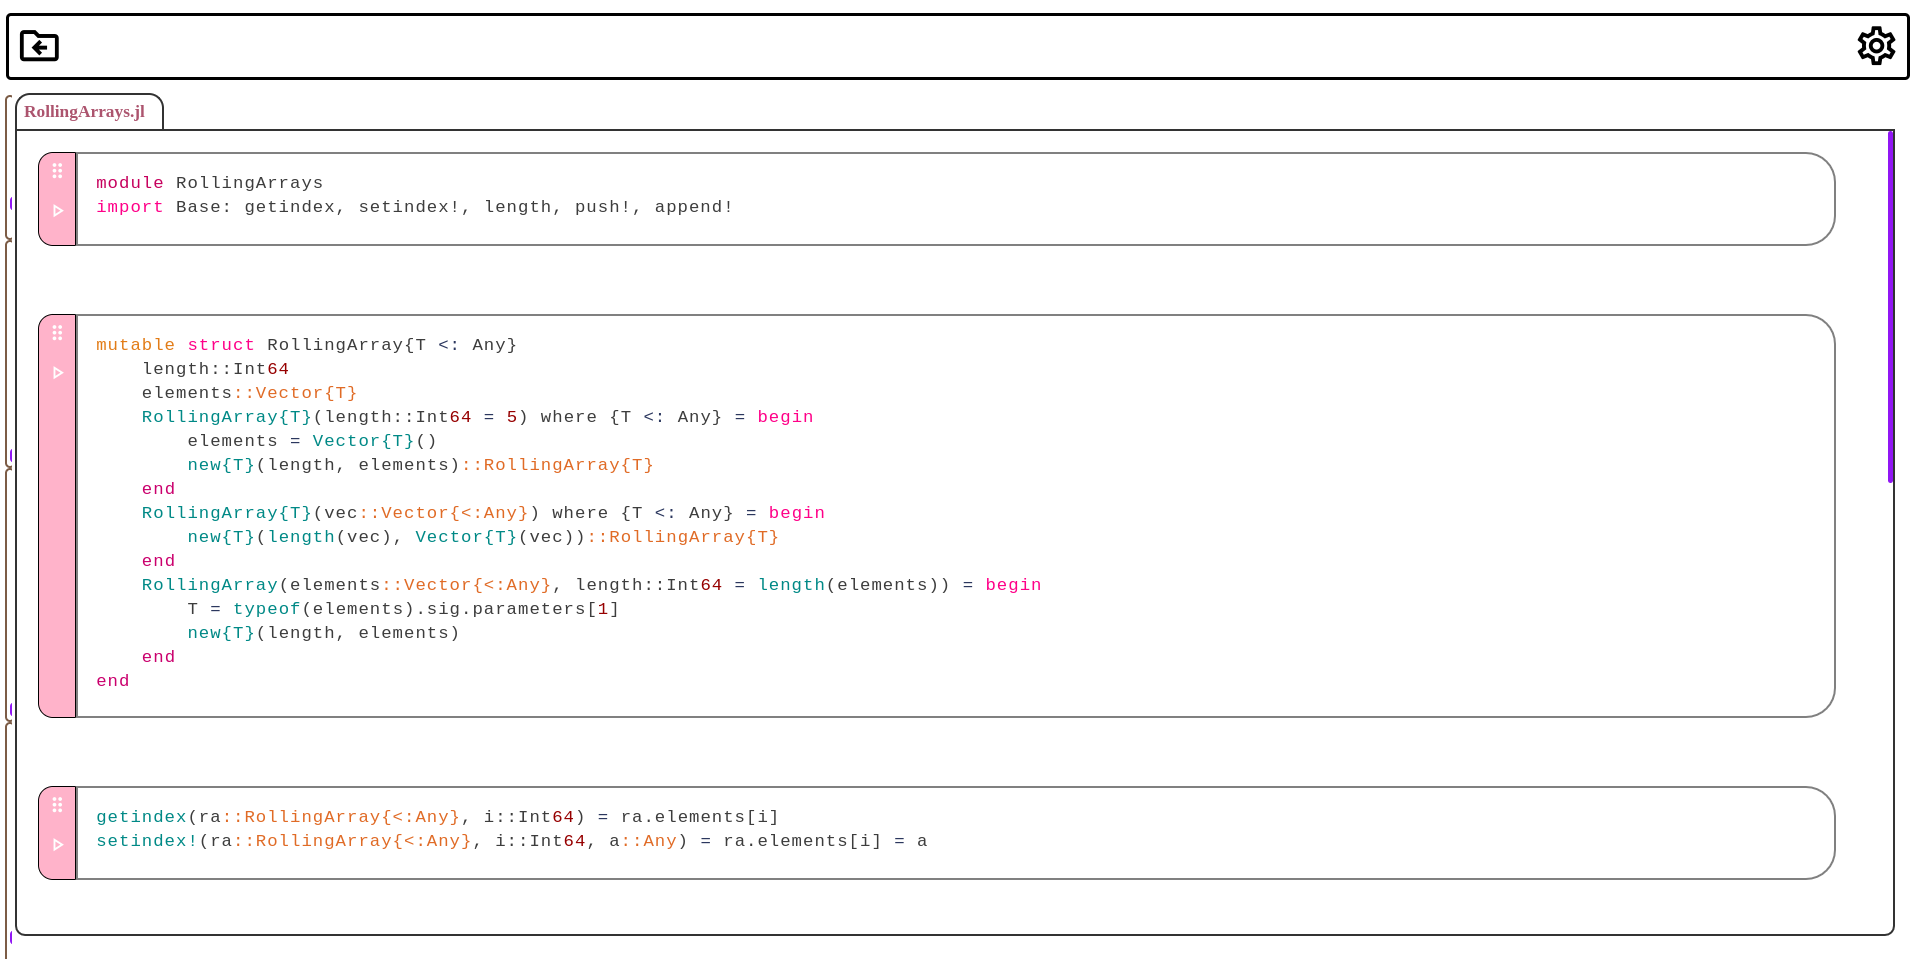 RollingArrays.jl
module RollingArrays
import Base: getindex, setindex!, length, push!, append!
mutable struct RollingArray{T <: Any}
    length::Int64
    elements::Vector{T}
    RollingArray{T}(length::Int64 = 5) where {T <: Any} = begin
        elements = Vector{T}()
        new{T}(length, elements)::RollingArray{T}
    end
    RollingArray{T}(vec::Vector{<:Any}) where {T <: Any} = begin
        new{T}(length(vec), Vector{T}(vec))::RollingArray{T}
    end
    RollingArray(elements::Vector{<:Any}, length::Int64 = length(elements)) = begin
        T = typeof(elements).sig.parameters[1]
        new{T}(length, elements)
    end
end
getindex(ra::RollingArray{<:Any}, i::Int64) = ra.elements[i]
setindex!(ra::RollingArray{<:Any}, i::Int64, a::Any) = ra.elements[i] = a